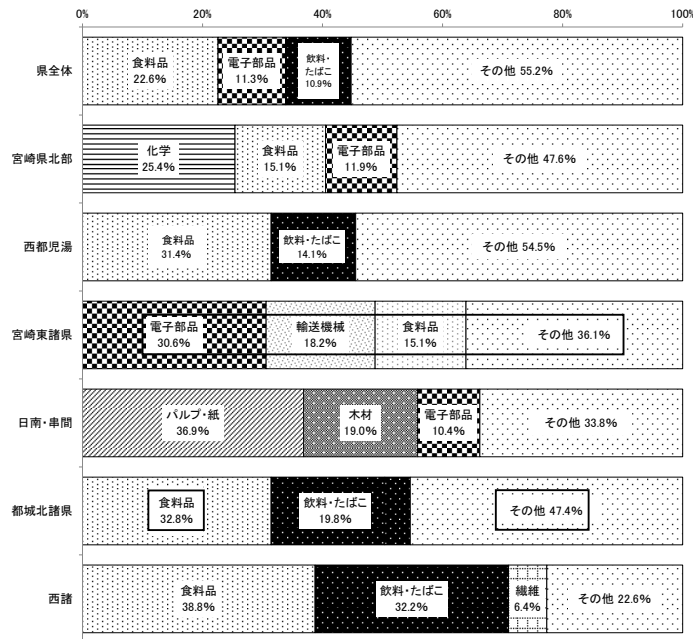 0% 20% 40% 60% 80% 100%
県全体
食料品
22.6%
電子部品
11.3%
飲料・
たばこ
10.9%
その他 55.2%
宮崎県北部
化学
25.4%
食料品
15.1%
電子部品
11.9%
その他 47.6%
西都児湯
食料品
31.4%
飲料・たばこ
14.1%
その他 54.5%
宮崎東諸県
電子部品
30.6%
輸送機械
18.2%
食料品
15.1%
その他 36.1%
日南・串間
パルプ・紙
36.9%
木材
19.0%
電子部品
10.4%
その他 33.8%
都城北諸県
食料品
32.8%
飲料・たばこ
19.8%
その他 47.4%
西諸
食料品
38.8%
飲料・たばこ
32.2%
繊維
6.4%
その他 22.6%